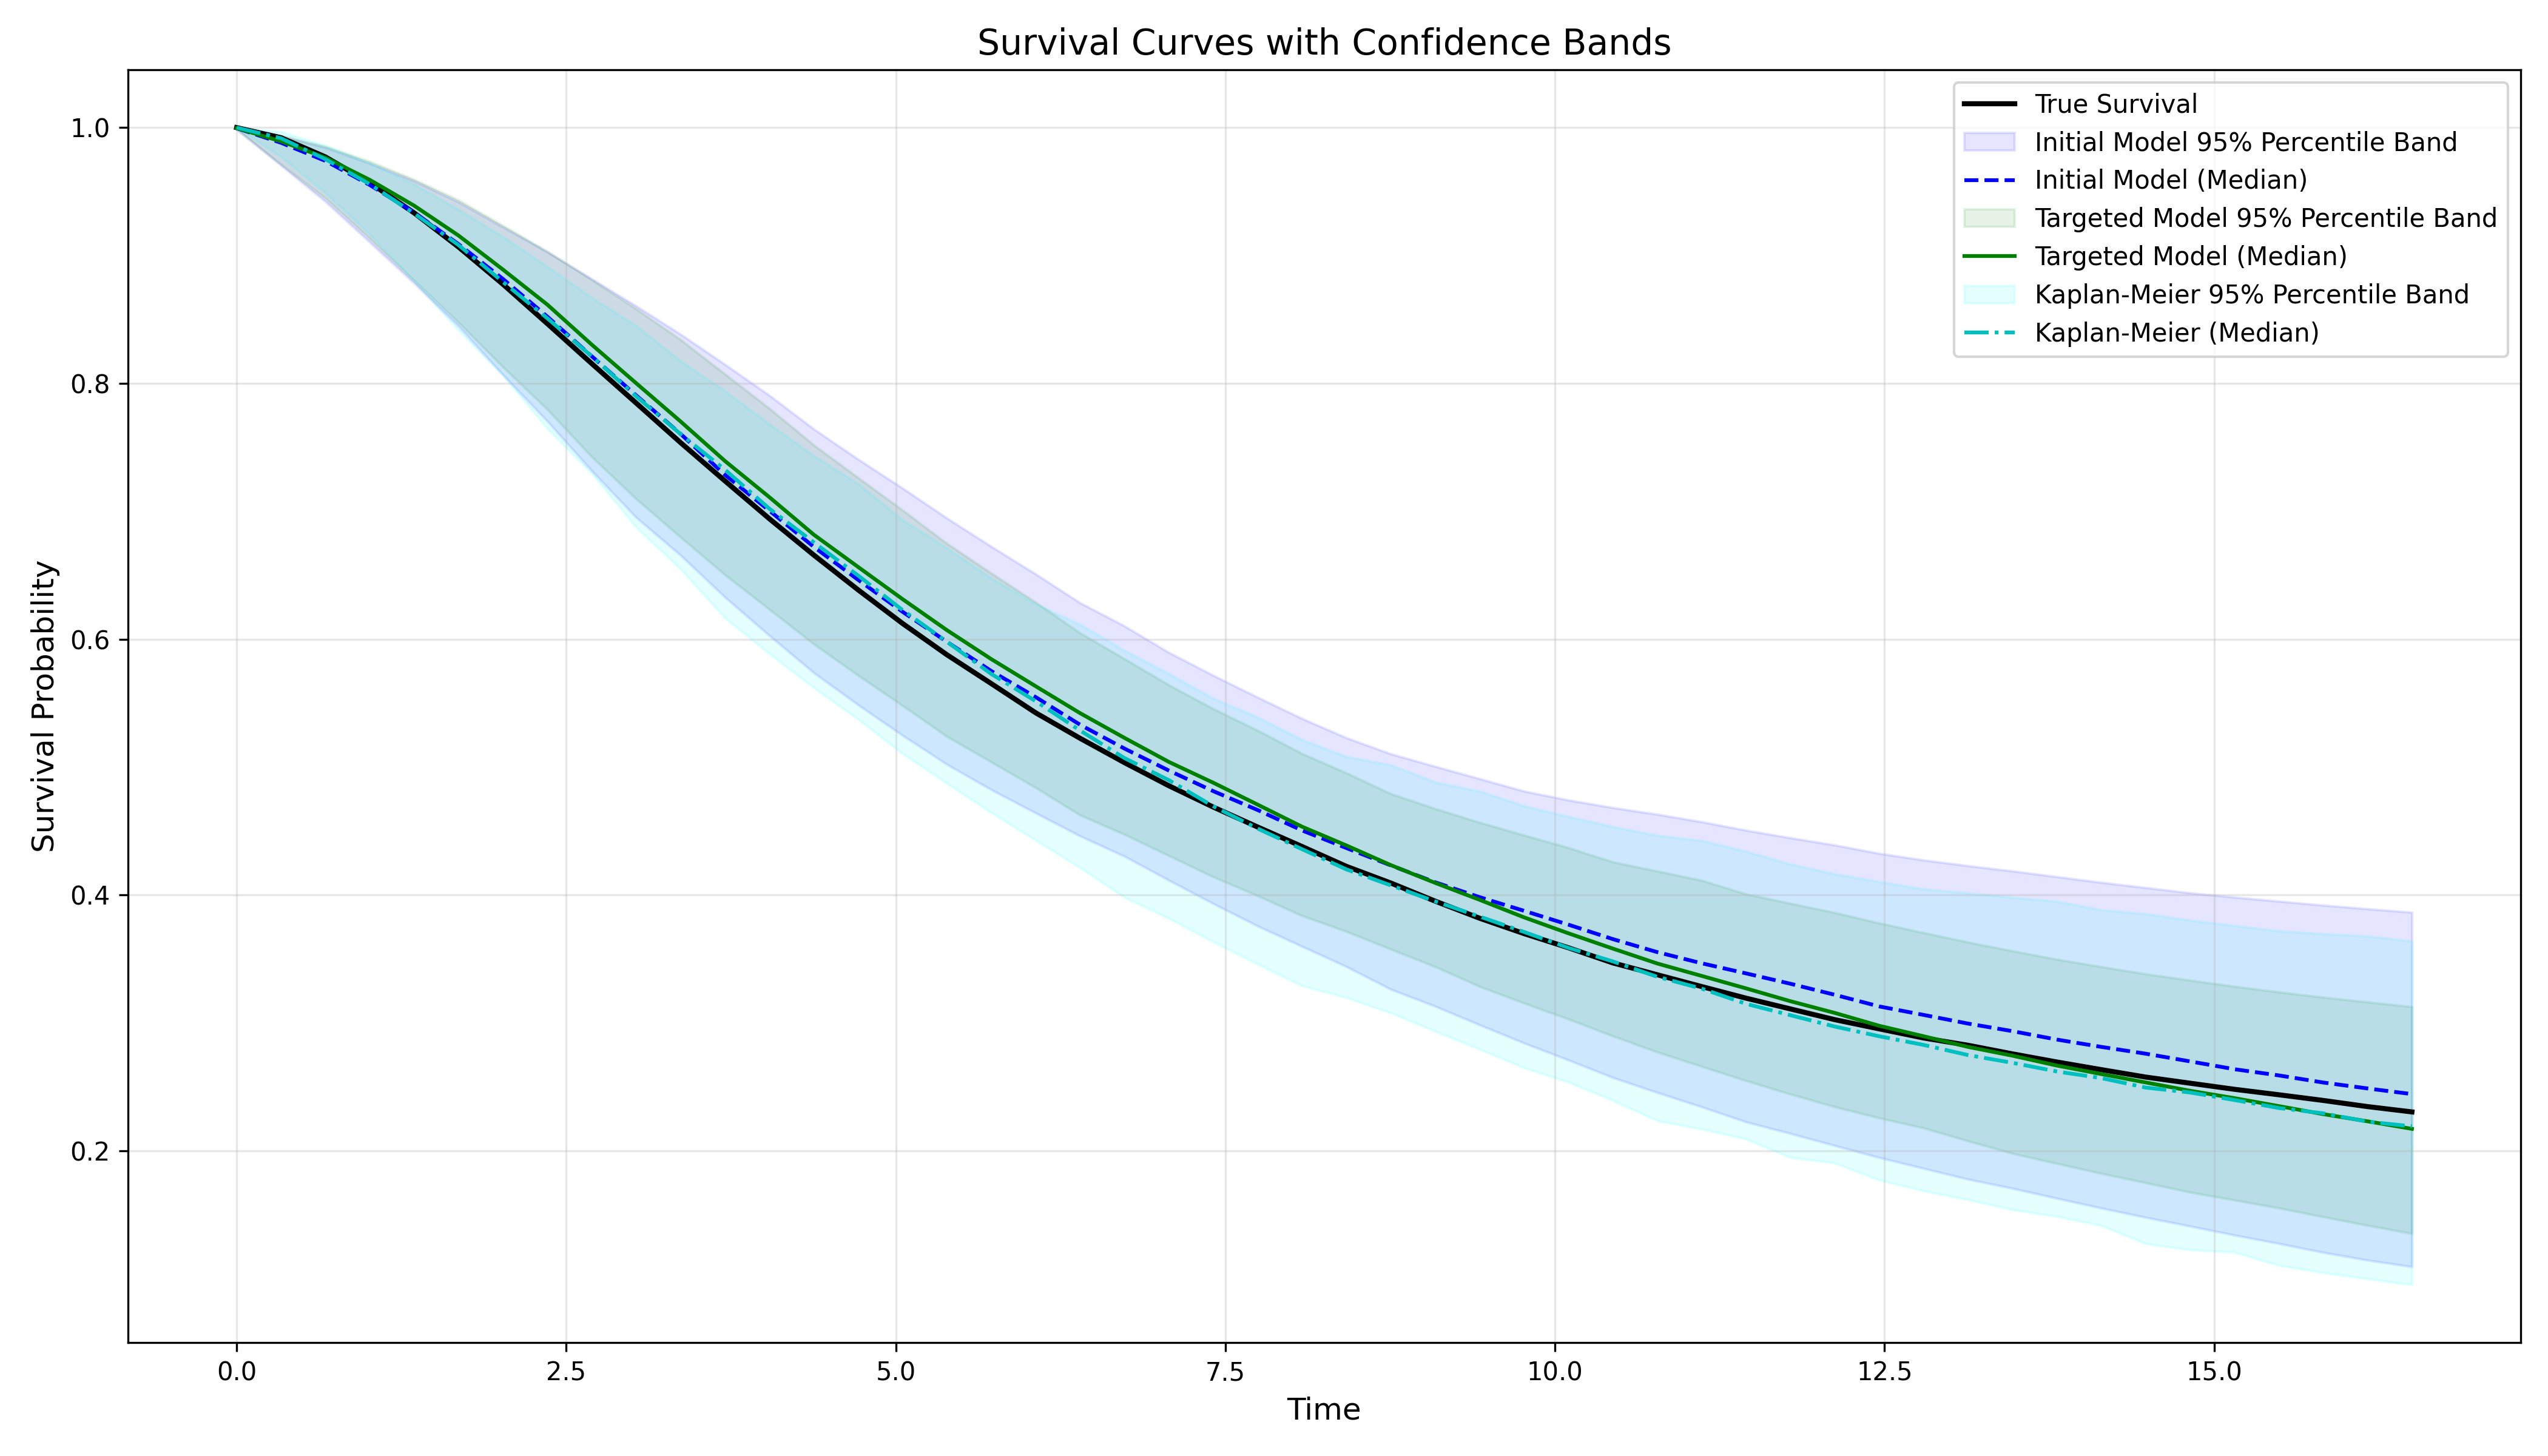 Survival Curves with Confidence Bands
True Survival
Initial Model 95% Percentile Band
Initial Model (Median)
Targeted Model 95% Percentile Band
Targeted Model (Median)
Kaplan-Meier 95% Percentile Band
Kaplan-Meier (Median)
Survival Probability
1.0
0.8
0.6
0.4
0.2
0.0 2.5 5.0 7.5 10.0 12.5 15.0
Time